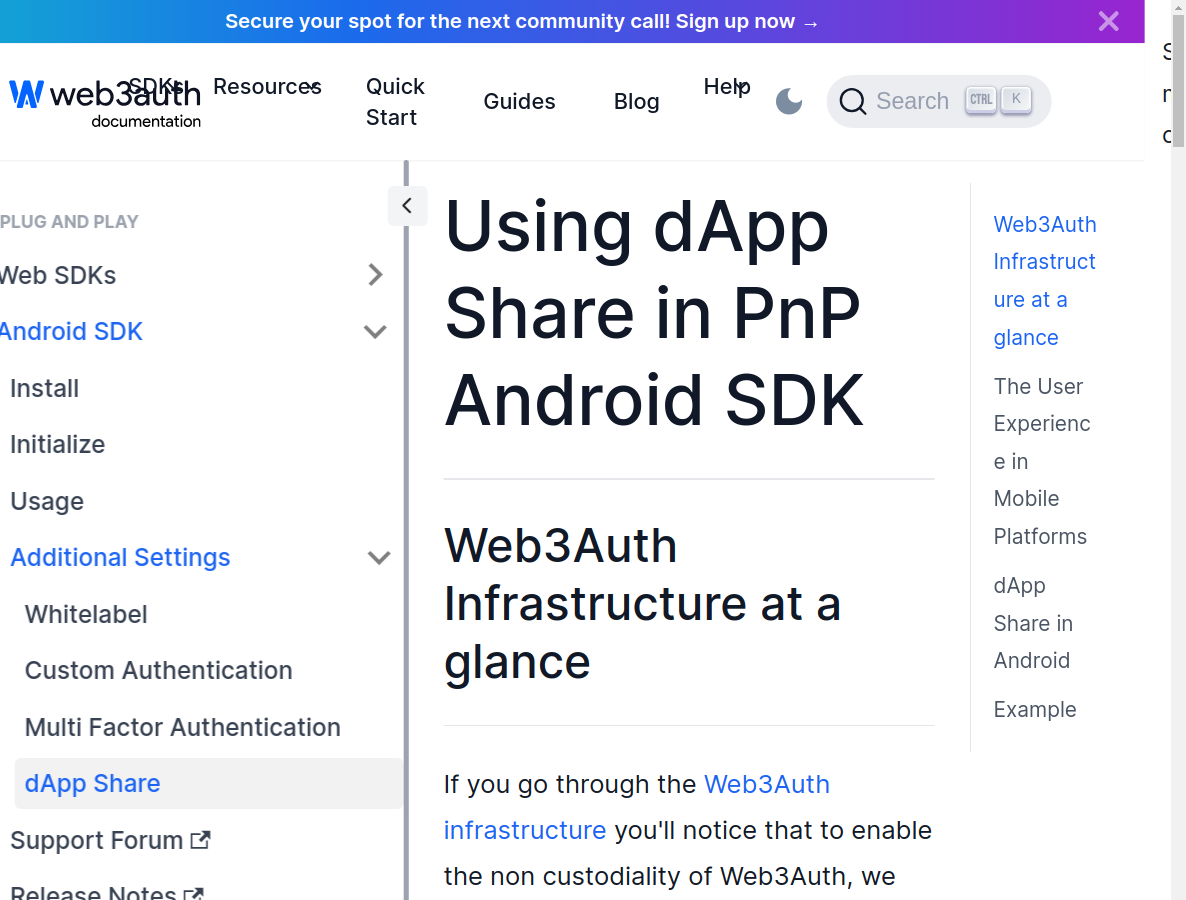 Secure your spot for the next community call! Sign up now →
web3auth
documentation
SDKs
Resources
Quick
Start
Guides
Blog
Help
Search
CTRL
K
PLUG AND PLAY
Web SDKs
Android SDK
Install
Initialize
Usage
Additional Settings
Whitelabel
Custom Authentication
Multi Factor Authentication
dApp Share
Support Forum
Release Notes
Using dApp
Share in PnP
Android SDK
Web3Auth
Infrastructure at a
glance
If you go through the Web3Auth
infrastructure you'll notice that to enable
the non custodiality of Web3Auth, we
Web3Auth
Infrastruct
ure at a
glance
The User
Experienc
e in
Mobile
Platforms
dApp
Share in
Android
Example